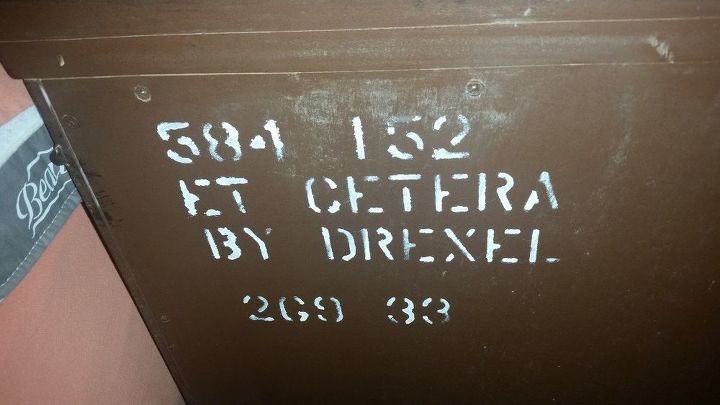 584 152
ET CETERA
BY DREXEL
269 33